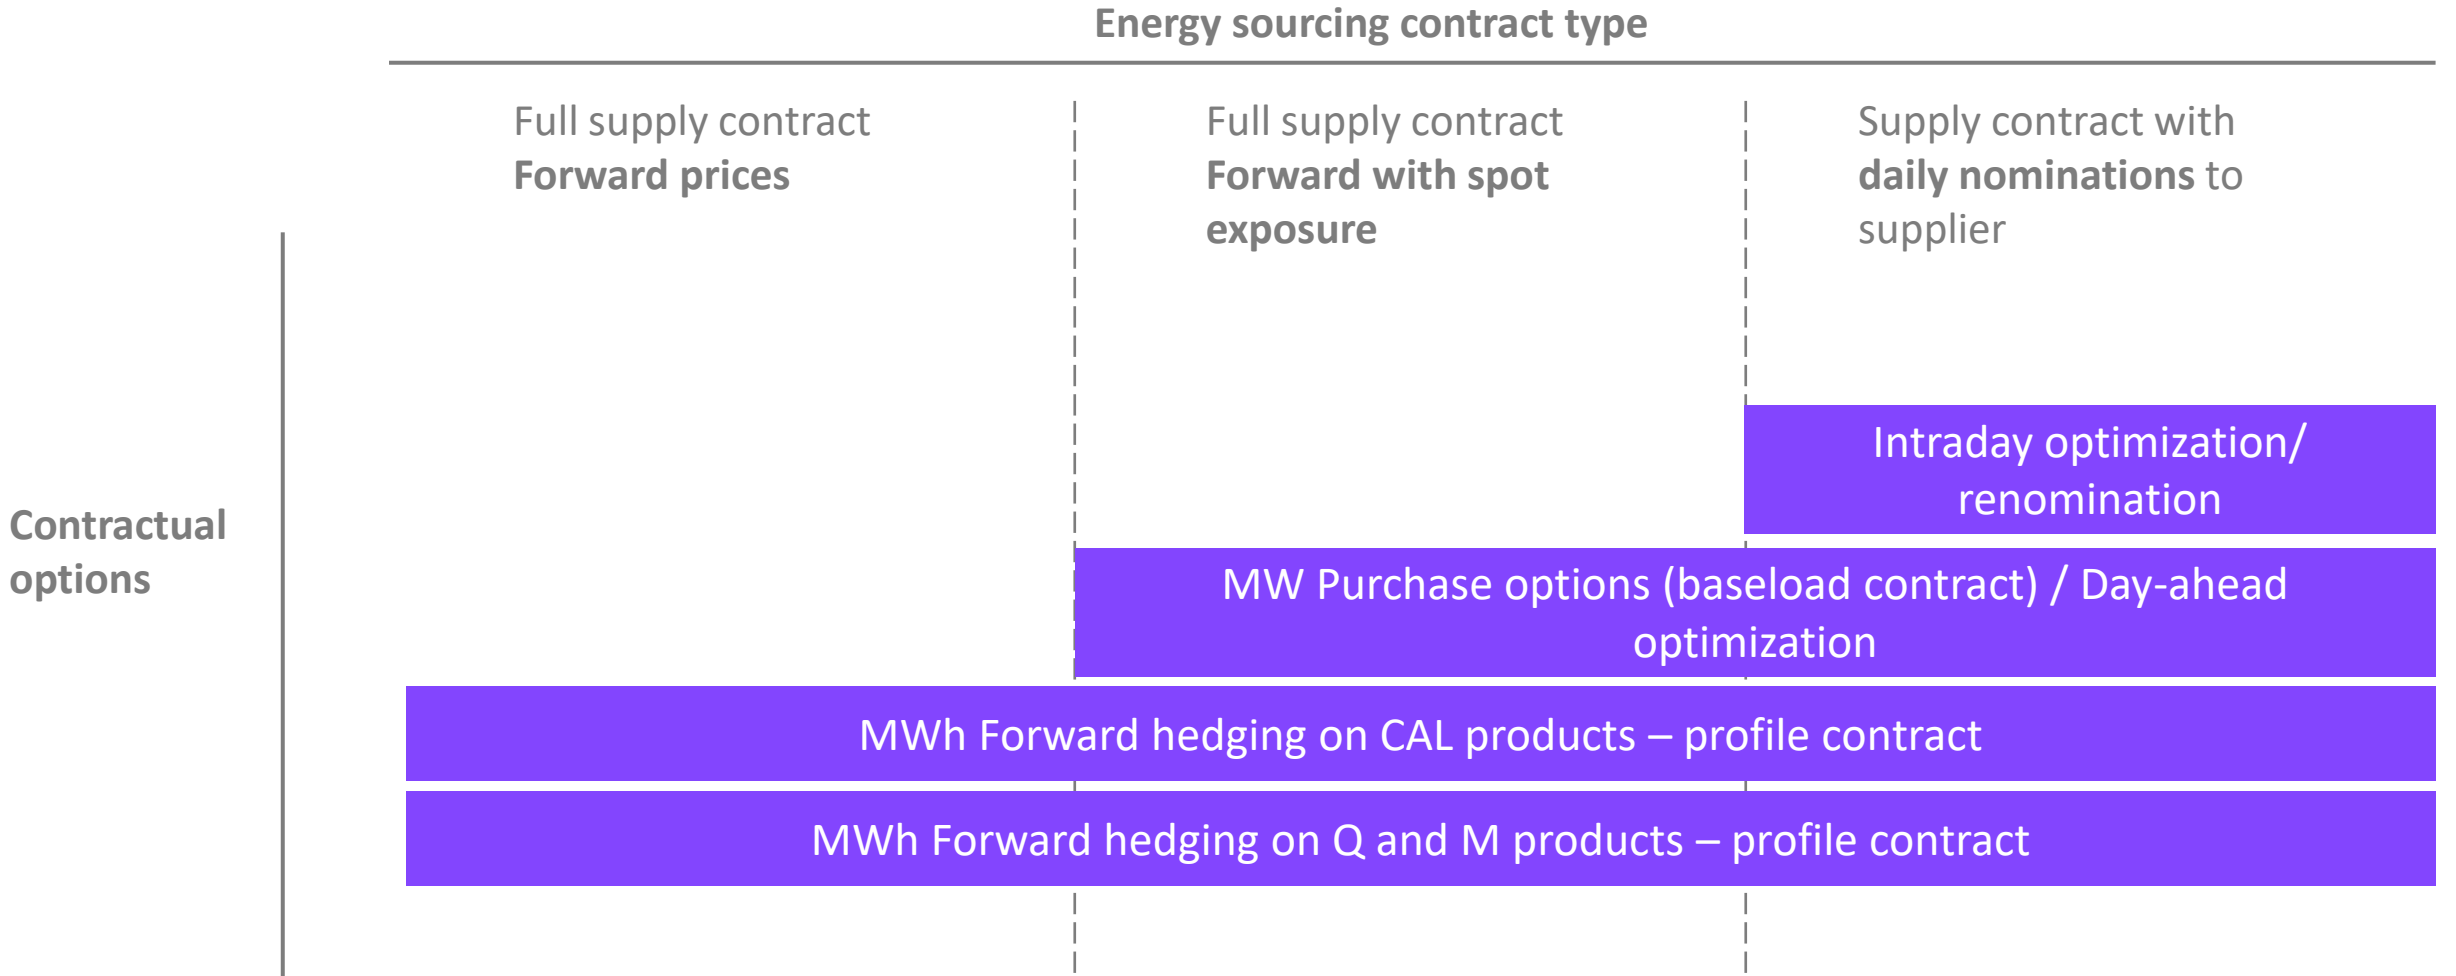 Energy sourcing contract type
Full supply contract
Forward prices
Full supply contract
Forward with spot
exposure
Supply contract with
daily nominations to
supplier
Contractual
options
Intraday optimization/
renomination
MW Purchase options (baseload contract) / Day-ahead
optimization
MWh Forward hedging on CAL products – profile contract
MWh Forward hedging on Q and M products – profile contract